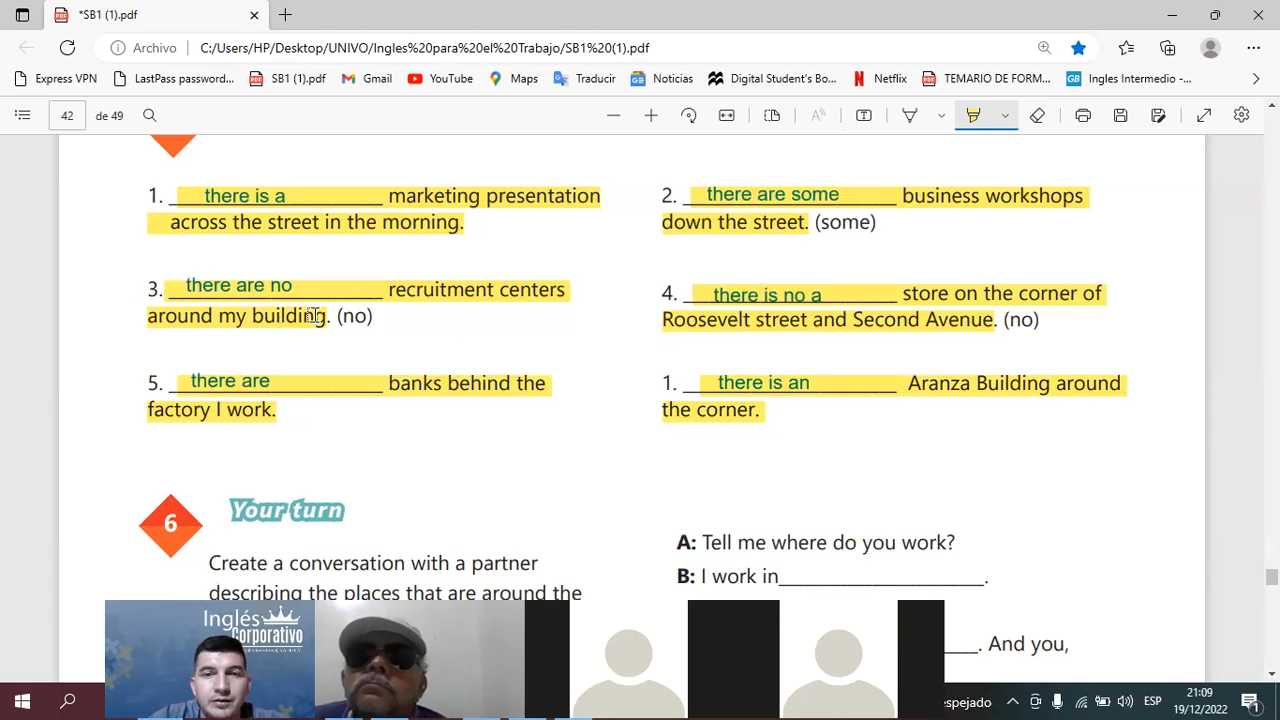 *SB1 (1).pdf
Archivo C:/Users/HP/Desktop/UNIVO/Ingles%20para%20el%20Trabajo/SB1%20(1).pdf
Express VPN LastPass password... SB1 (1).pdf Gmail YouTube Maps Traducir Noticias Digital Student's Bo... Netflix TEMARIO DE FORM... Ingles Intermedio -...
42 de 49
1. there is a marketing presentation
across the street in the morning.
2. there are some business workshops
down the street. (some)
3. there are no recruitment centers
around my building. (no)
4. there is no a store on the corner of
Roosevelt street and Second Avenue. (no)
5. there are banks behind the
factory I work.
1. there is an Aranza Building around
the corner.
6 Your turn
Create a conversation with a partner
describing the places that are around the
A: Tell me where do you work?
B: I work in____________________.
___. And you,
Inglés
Corporativo
espejado ESP 21:09
19/12/2022